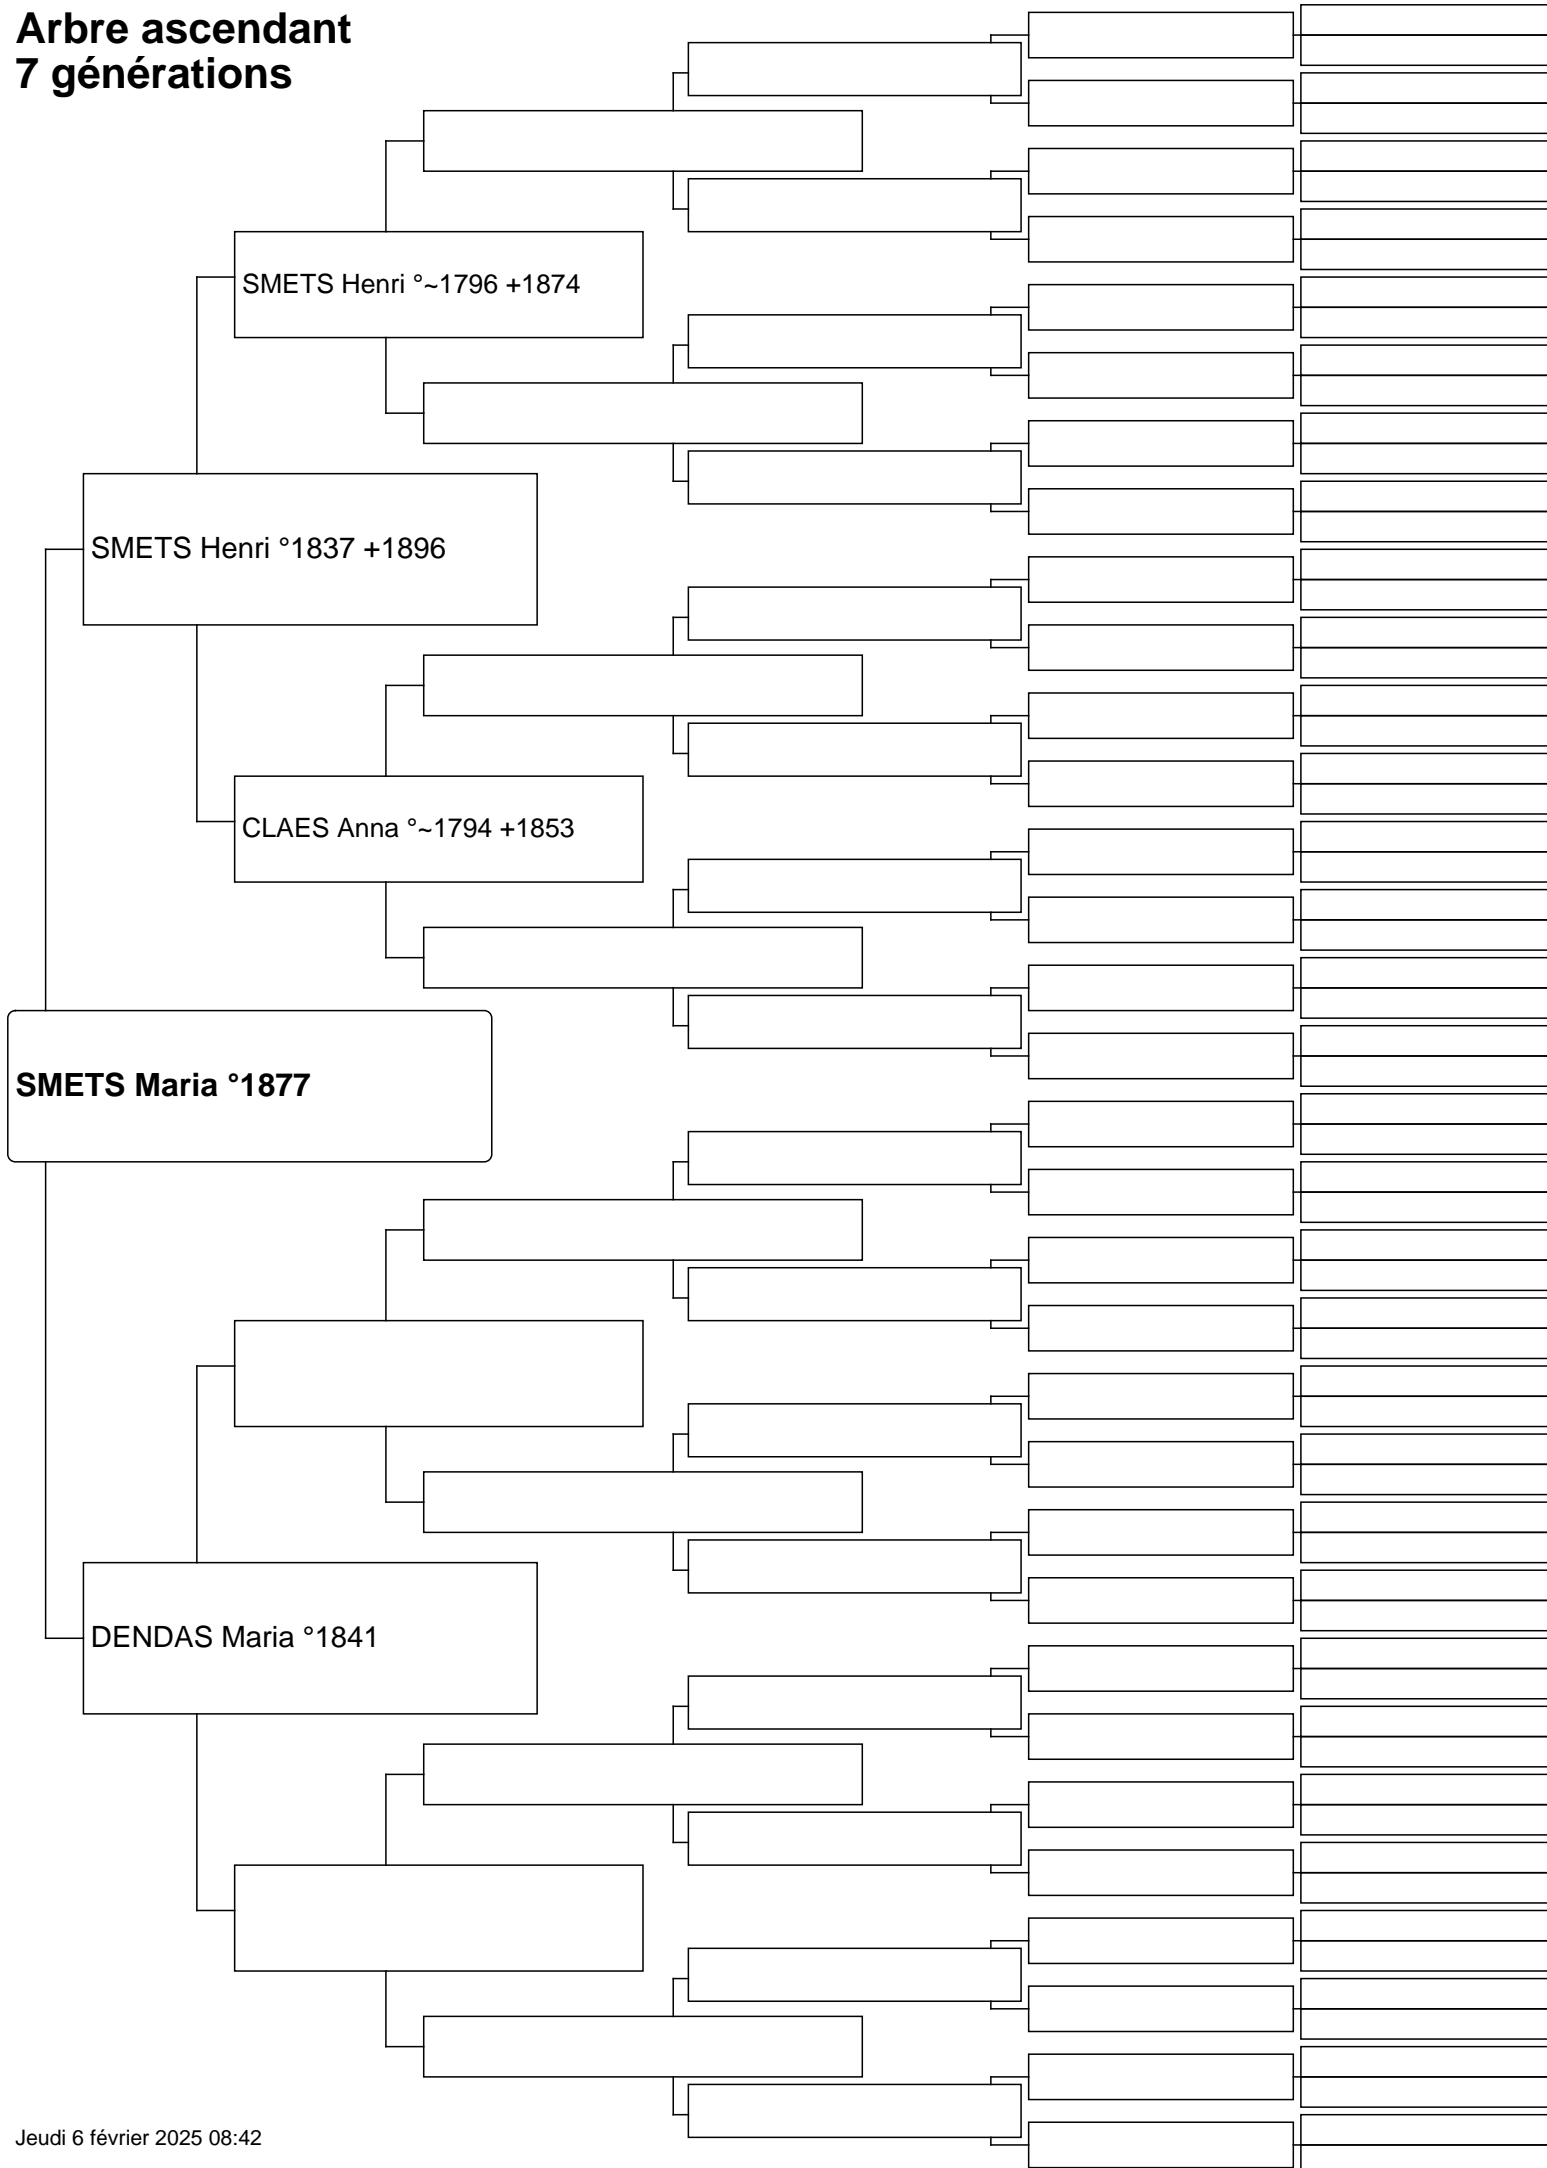 Arbre ascendant
7 générations
SMETS Henri °~1796 +1874
SMETS Henri °1837 +1896
CLAES Anna °~1794 +1853
SMETS Maria °1877
DENDAS Maria °1841
Jeudi 6 février 2025 08:42